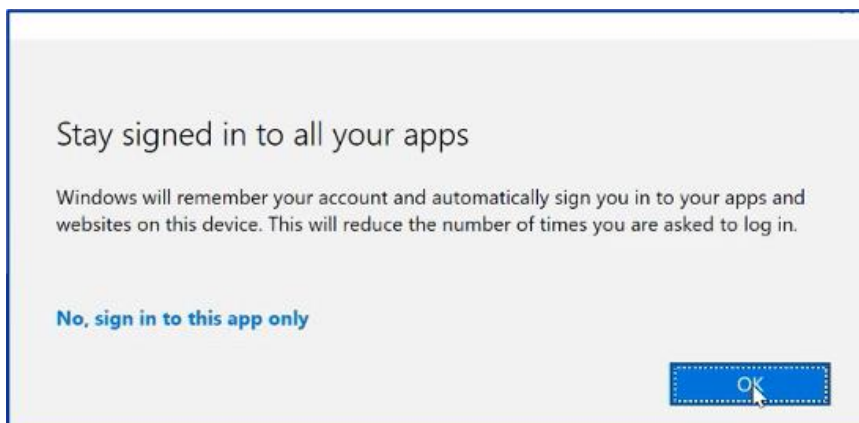 Stay signed in to all your apps
Windows will remember your account and automatically sign you in to your apps and
websites on this device. This will reduce the number of times you are asked to log in.
No, sign in to this app only
OK